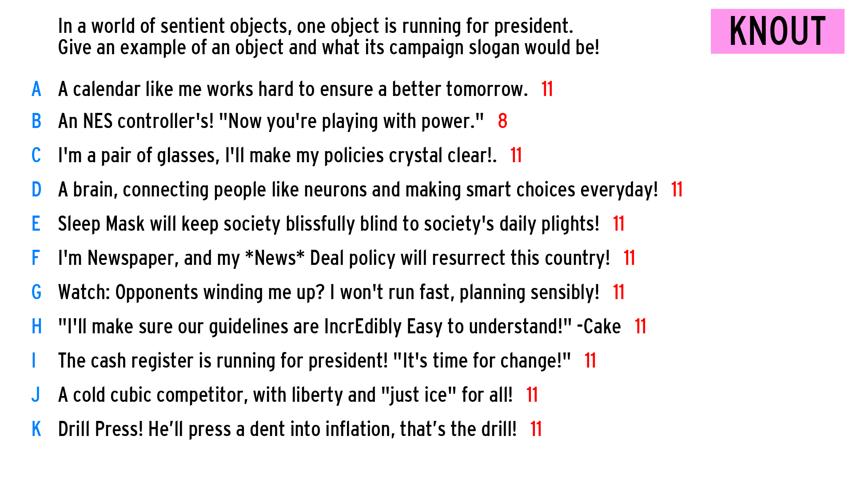 In a world of sentient objects, one object is running for president.
Give an example of an object and what its campaign slogan would be!
KNOUT
A A calendar like me works hard to ensure a better tomorrow. 11
B An NES controller's! "Now you're playing with power." 8
C I'm a pair of glasses, I'll make my policies crystal clear!. 11
D A brain, connecting people like neurons and making smart choices everyday! 11
E Sleep Mask will keep society blissfully blind to society's daily plights! 11
F I'm Newspaper, and my *News* Deal policy will resurrect this country! 11
G Watch: Opponents winding me up? I won't run fast, planning sensibly! 11
H "I'll make sure our guidelines are IncrEdibly Easy to understand!" -Cake 11
I The cash register is running for president! "It's time for change!" 11
J A cold cubic competitor, with liberty and "just ice" for all! 11
K Drill Press! He’ll press a dent into inflation, that’s the drill! 11